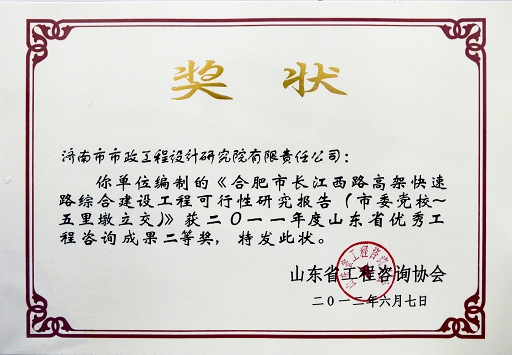 奖状
济南市市政工程设计研究院有限责任公司：
你单位编制的《合肥市长江西路高架快速
路综合建设工程可行性研究报告（市委党校~
五里墩立交）》获二〇一一年度山东省优秀工
程咨询成果二等奖，特发此状。
山东省工程咨询协会
二〇一二年六月七日